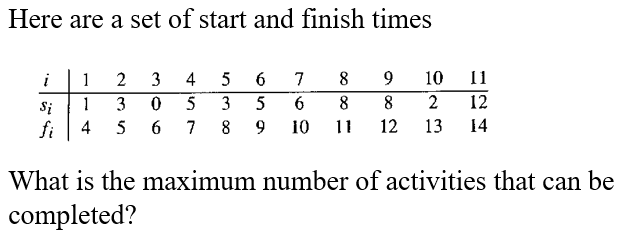 Here are a set of start and finish times
i 1 2 3 4 5 6 7 8 9 10 11
si 1 3 0 5 3 5 6 8 8 2 12
fi 4 5 6 7 8 9 10 11 12 13 14
What is the maximum number of activities that can be
completed?